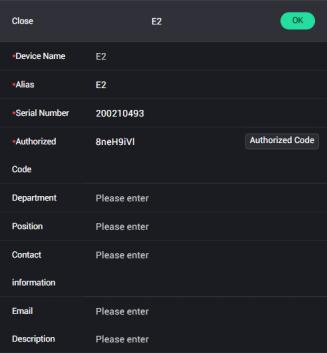 Close E2 OK
•Device Name E2
•Alias E2
•Serial Number 200210493
•Authorized Code 8neH9iVl Authorized Code
Department Please enter
Position Please enter
Contact information Please enter
Email Please enter
Description Please enter